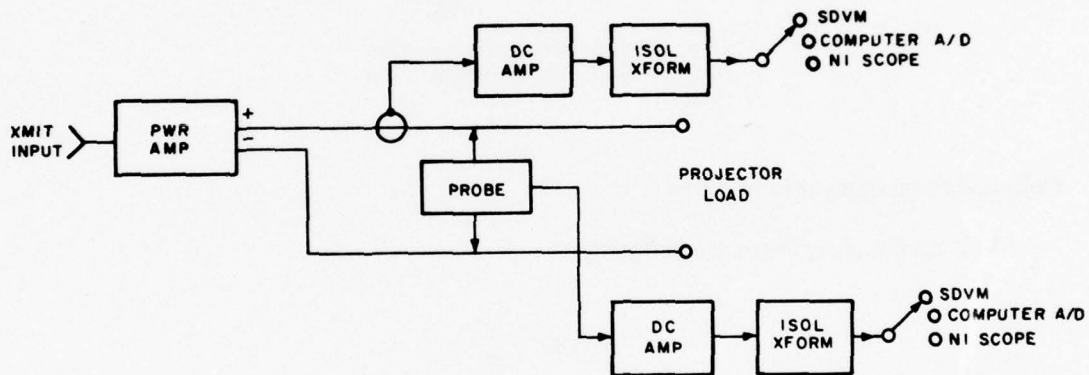 SDVM
COMPUTER A/D
NI SCOPE
DC
AMP
ISOL
XFORM
XMIT
INPUT
PWR
AMP
+
−
PROBE
PROJECTOR
LOAD
DC
AMP
ISOL
XFORM
SDVM
COMPUTER A/D
NI SCOPE